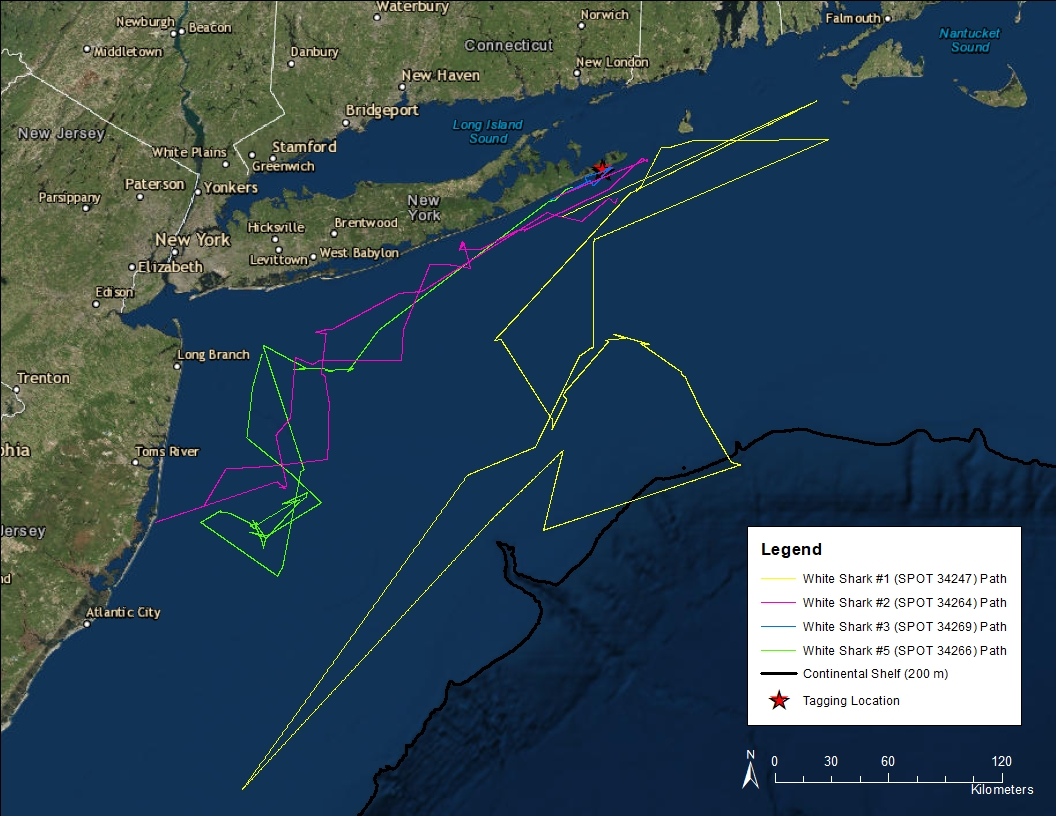 Waterbury
Newburgh
Beacon
Norwich
Falmouth
Nantucket
Sound
Middletown
Danbury
Connecticut
New London
New Haven
Bridgeport
Long Island
Sound
New Jersey
White Plains
Stamford
Greenwich
Paterson
Yonkers
Parsippany
New
York
Brentwood
Hicksville
New York
Levittown
West Babylon
Elizabeth
Edison
Long Branch
Trenton
phia
Toms River
Jersey
nd
Atlantic City
Legend
White Shark #1 (SPOT 34247) Path
White Shark #2 (SPOT 34264) Path
White Shark #3 (SPOT 34269) Path
White Shark #5 (SPOT 34266) Path
Continental Shelf (200 m)
Tagging Location
N
0 30 60 120
Kilometers